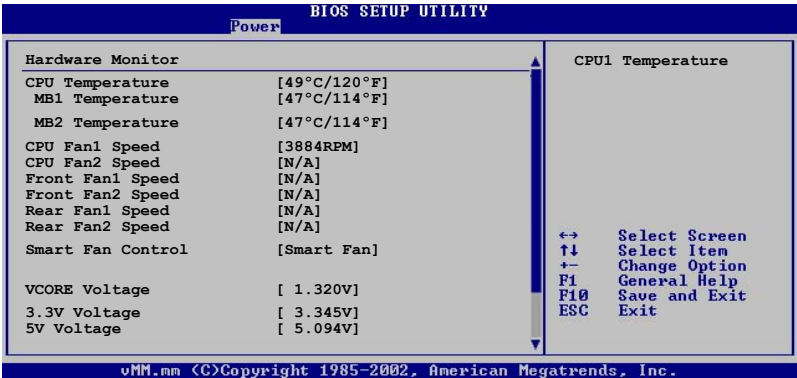 BIOS SETUP UTILITY
Power
Hardware Monitor
CPU Temperature [49°C/120°F]
MB1 Temperature [47°C/114°F]
MB2 Temperature [47°C/114°F]
CPU Fan1 Speed [3884RPM]
CPU Fan2 Speed [N/A]
Front Fan1 Speed [N/A]
Front Fan2 Speed [N/A]
Rear Fan1 Speed [N/A]
Rear Fan2 Speed [N/A]
Smart Fan Control [Smart Fan]
VCORE Voltage [ 1.320V]
3.3V Voltage [ 3.345V]
5V Voltage [ 5.094V]
CPU1 Temperature
←→ Select Screen
↑↓ Select Item
+- Change Option
F1 General Help
F10 Save and Exit
ESC Exit
vMM.mm (C)Copyright 1985-2002, American Megatrends, Inc.